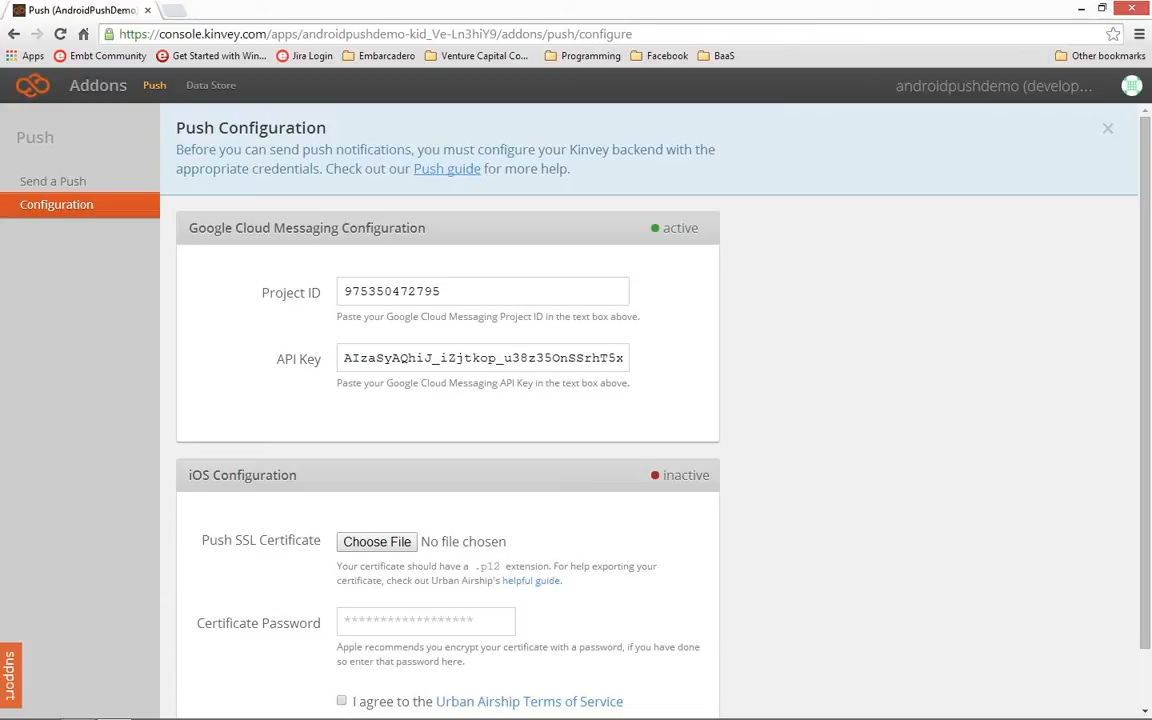 Push (AndroidPushDemo)
https://console.kinvey.com/apps/androidpushdemo-kid_Ve-Ln3hiY9/addons/push/configure
Apps Embt Community Get Started with Win... Jira Login Embarcadero Venture Capital Co... Programming Facebook BaaS Other bookmarks
Addons Push Data Store androidpushdemo (develop...
Push
Send a Push
Configuration
Push Configuration
Before you can send push notifications, you must configure your Kinvey backend with the
appropriate credentials. Check out our Push guide for more help.
Google Cloud Messaging Configuration active
Project ID 975350472795
Paste your Google Cloud Messaging Project ID in the text box above.
API Key AIzaSyAQhiJ_iZjtkop_u38z35OnSSrhT5x
Paste your Google Cloud Messaging API Key in the text box above.
iOS Configuration inactive
Push SSL Certificate Choose File No file chosen
Your certificate should have a .p12 extension. For help exporting your
certificate, check out Urban Airship's helpful guide.
Certificate Password ******************
Apple recommends you encrypt your certificate with a password, if you have done
so enter that password here.
I agree to the Urban Airship Terms of Service
support